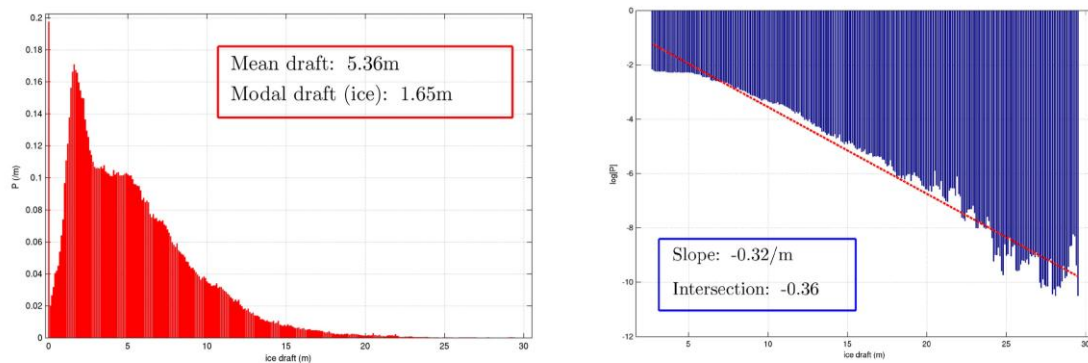 0.2
0.18
0.16
0.14
0.12
0.1
0.08
0.06
0.04
0.02
0
P (/m)
Mean draft: 5.36m
Modal draft (ice): 1.65m
0 5 10 15 20 25 30
ice draft (m)
0
-2
-4
-6
-8
-10
-12
log[P]
Slope: -0.32/m
Intersection: -0.36
5 10 15 20 25 30
ice draft (m)